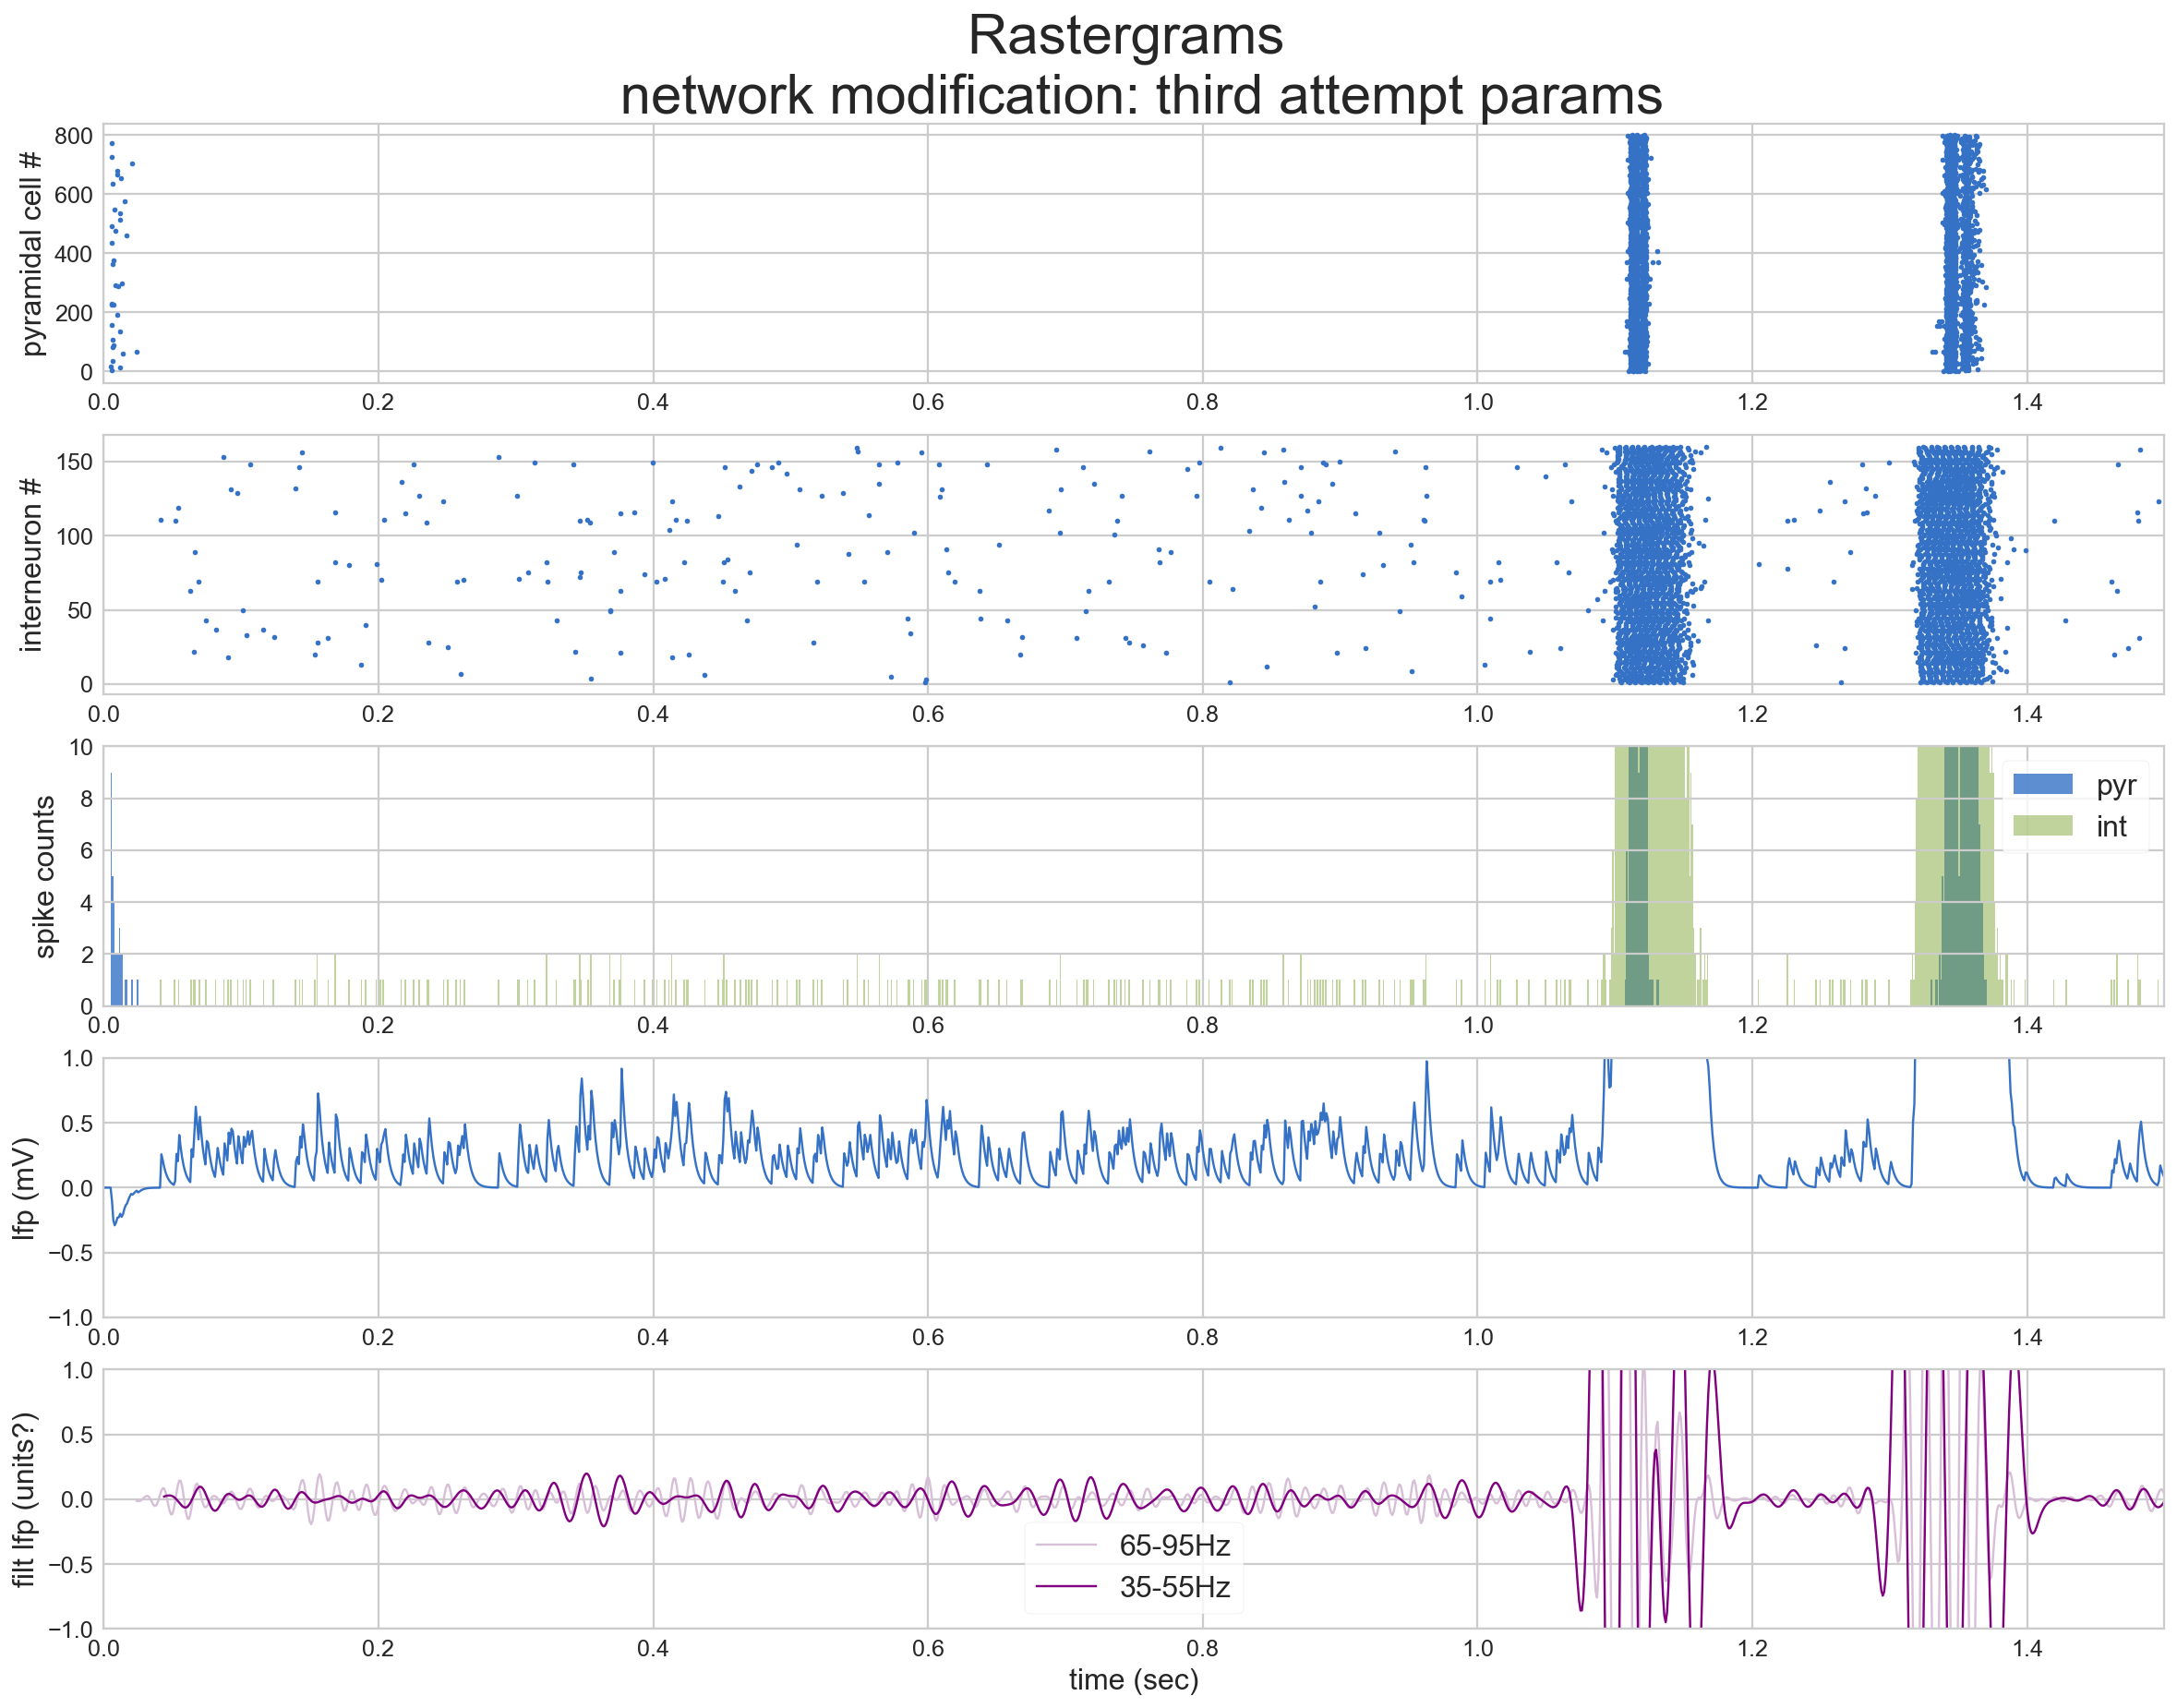 Rastergrams
network modification: third attempt params
pyramidal cell #
800
600
400
200
0
0.0 0.2 0.4 0.6 0.8 1.0 1.2 1.4
interneuron #
150
100
50
0
0.0 0.2 0.4 0.6 0.8 1.0 1.2 1.4
spike counts
10
8
6
4
2
0
pyr
int
0.0 0.2 0.4 0.6 0.8 1.0 1.2 1.4
lfp (mV)
1.0
0.5
0.0
−0.5
−1.0
0.0 0.2 0.4 0.6 0.8 1.0 1.2 1.4
filt lfp (units?)
1.0
0.5
0.0
−0.5
−1.0
65-95Hz
35-55Hz
0.0 0.2 0.4 0.6 0.8 1.0 1.2 1.4
time (sec)